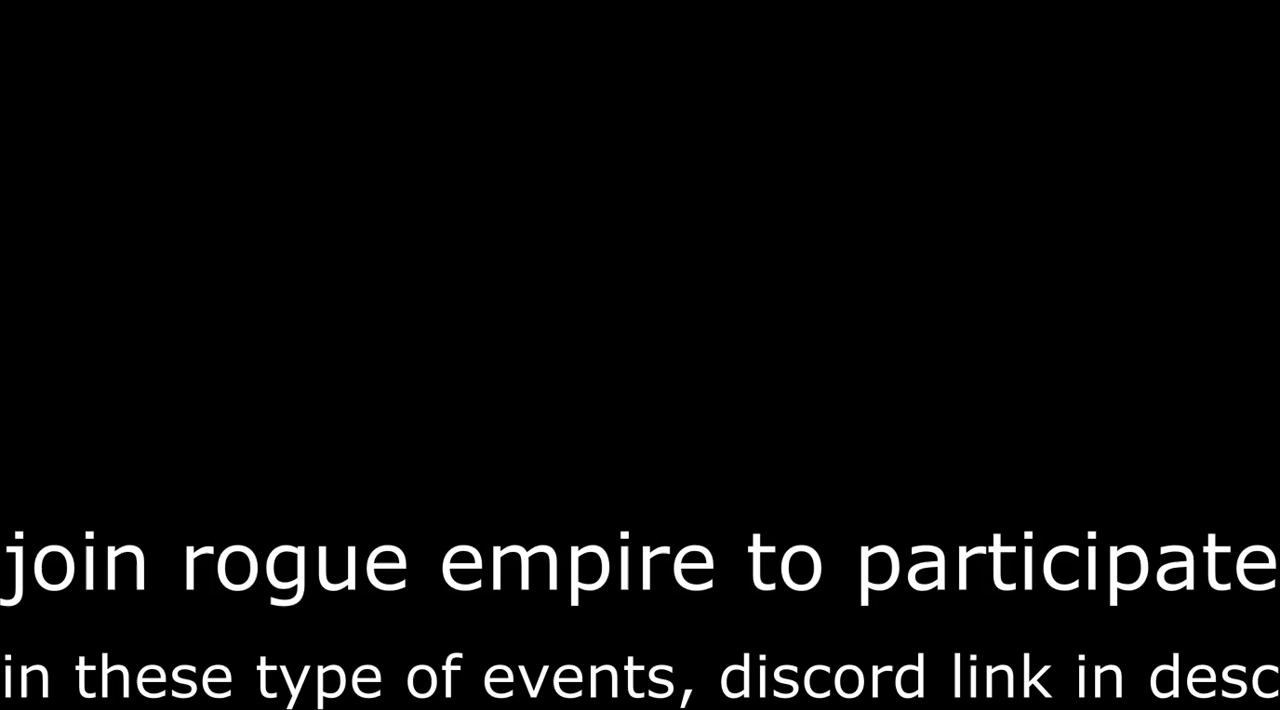 join rogue empire to participate
in these type of events, discord link in desc